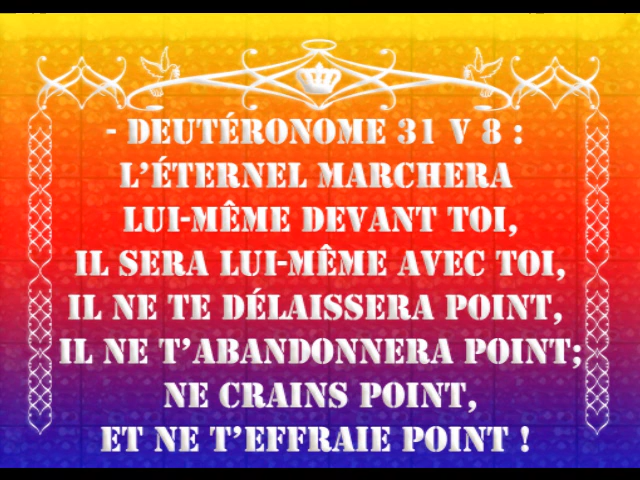 - DEUTÉRONOME 31 V 8 :
L’ÉTERNEL MARCHERA
LUI-MÊME DEVANT TOI,
IL SERA LUI-MÊME AVEC TOI,
IL NE TE DÉLAISSERA POINT,
IL NE T’ABANDONNERA POINT;
NE CRAINS POINT,
ET NE T’EFFRAIE POINT !